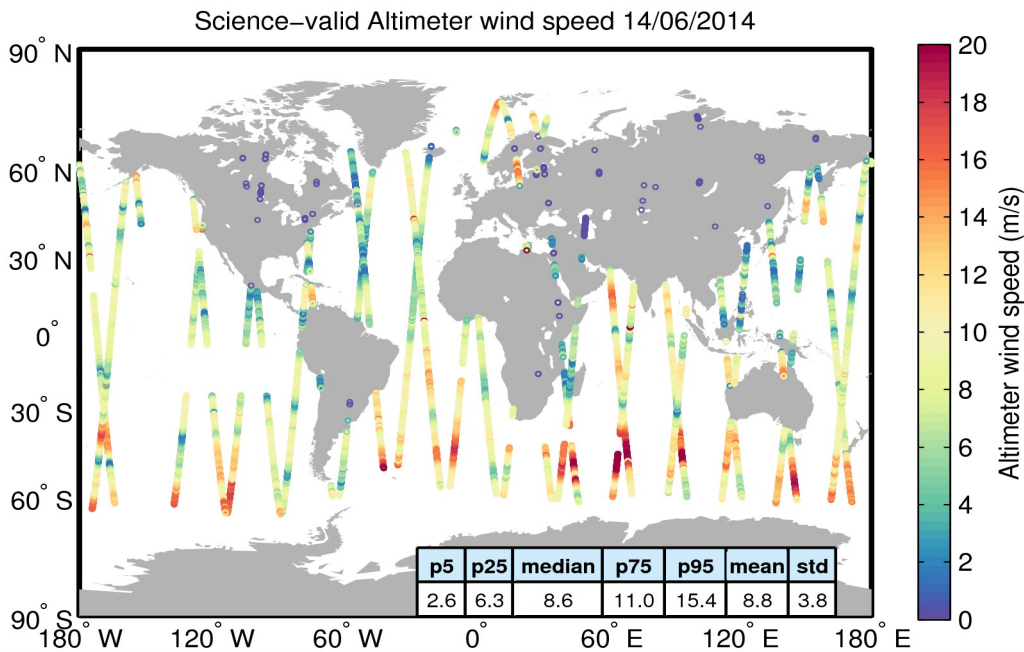 Science−valid Altimeter wind speed 14/06/2014
90° N
60° N
30° N
0°
30° S
60° S
90° S
180° W
120° W
60° W
0°
60° E
120° E
180° E
p5 p25 median p75 p95 mean std
2.6 6.3 8.6 11.0 15.4 8.8 3.8
20
18
16
14
12
10
8
6
4
2
0
Altimeter wind speed (m/s)